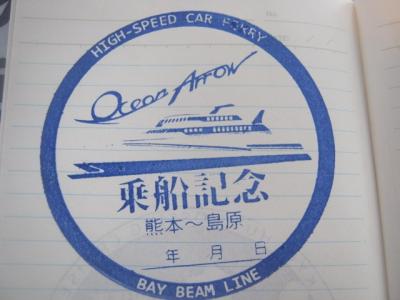 HIGH-SPEED CAR FERRY
Ocean Arrow
乗船記念
熊本～島原
年 月 日
BAY BEAM LINE